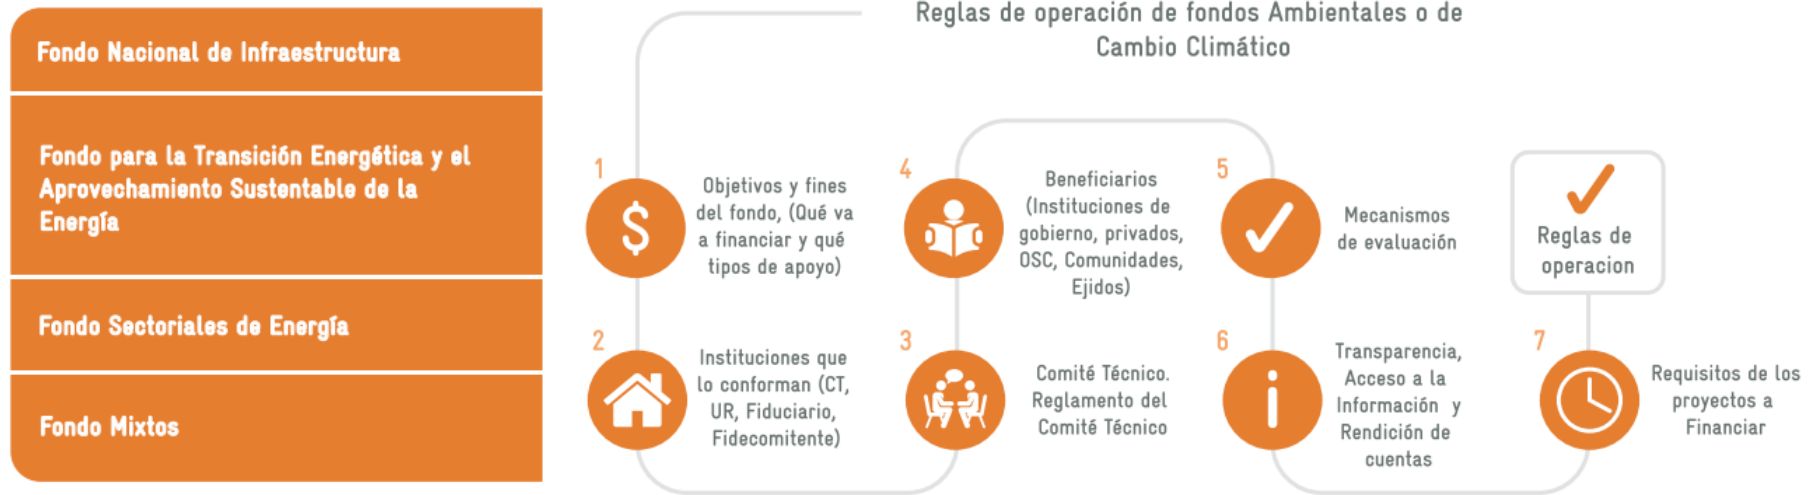 Fondo Nacional de Infraestructura
Fondo para la Transición Energética y el
Aprovechamiento Sustentable de la
Energía
Fondo Sectoriales de Energía
Fondo Mixtos
Reglas de operación de fondos Ambientales o de
Cambio Climático
1
Objetivos y fines
del fondo, (Qué va
a financiar y qué
tipos de apoyo)
2
Instituciones que
lo conforman (CT,
UR, Fiduciario,
Fidecomitente)
3
Comité Técnico.
Reglamento del
Comité Técnico
4
Beneficiarios
(Instituciones de
gobierno, privados,
OSC, Comunidades,
Ejidos)
5
Mecanismos
de evaluación
6
Transparencia,
Acceso a la
Información y
Rendición de
cuentas
7
Requisitos de los
proyectos a
Financiar
Reglas de
operacion